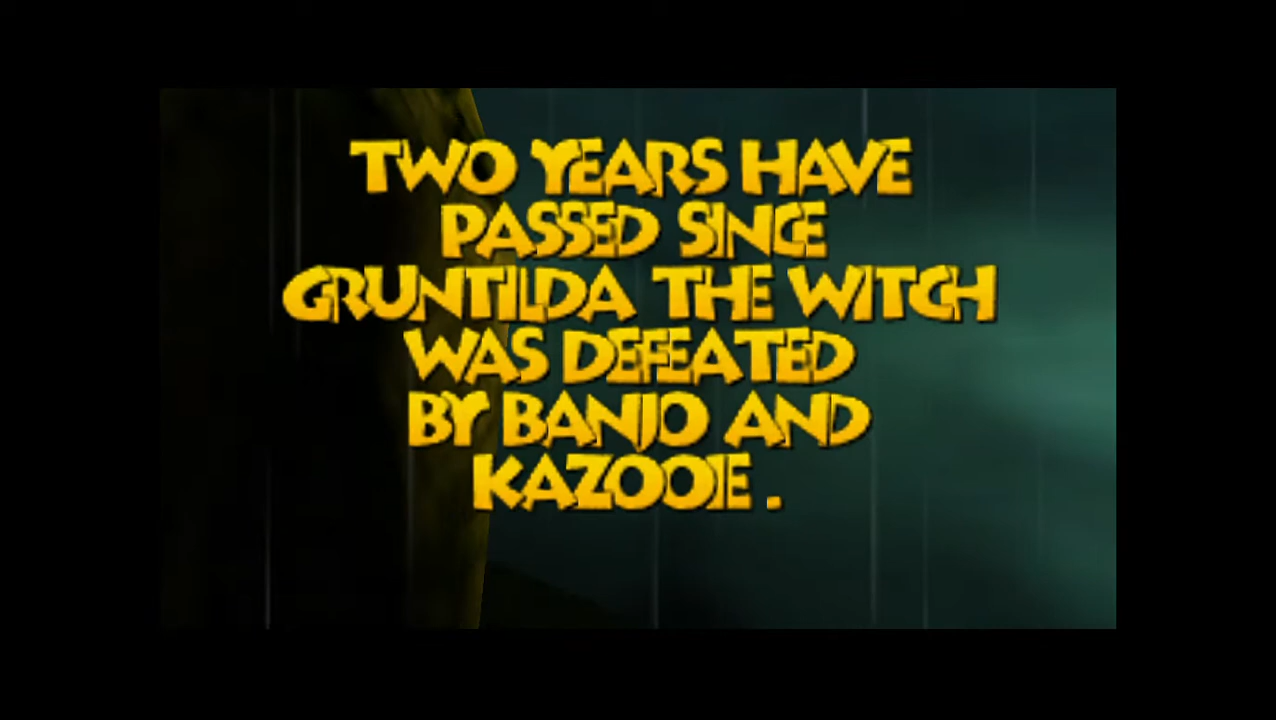 TWO YEARS HAVE
PASSED SINCE
GRUNTILDA THE WITCH
WAS DEFEATED
BY BANJO AND
KAZOOIE .